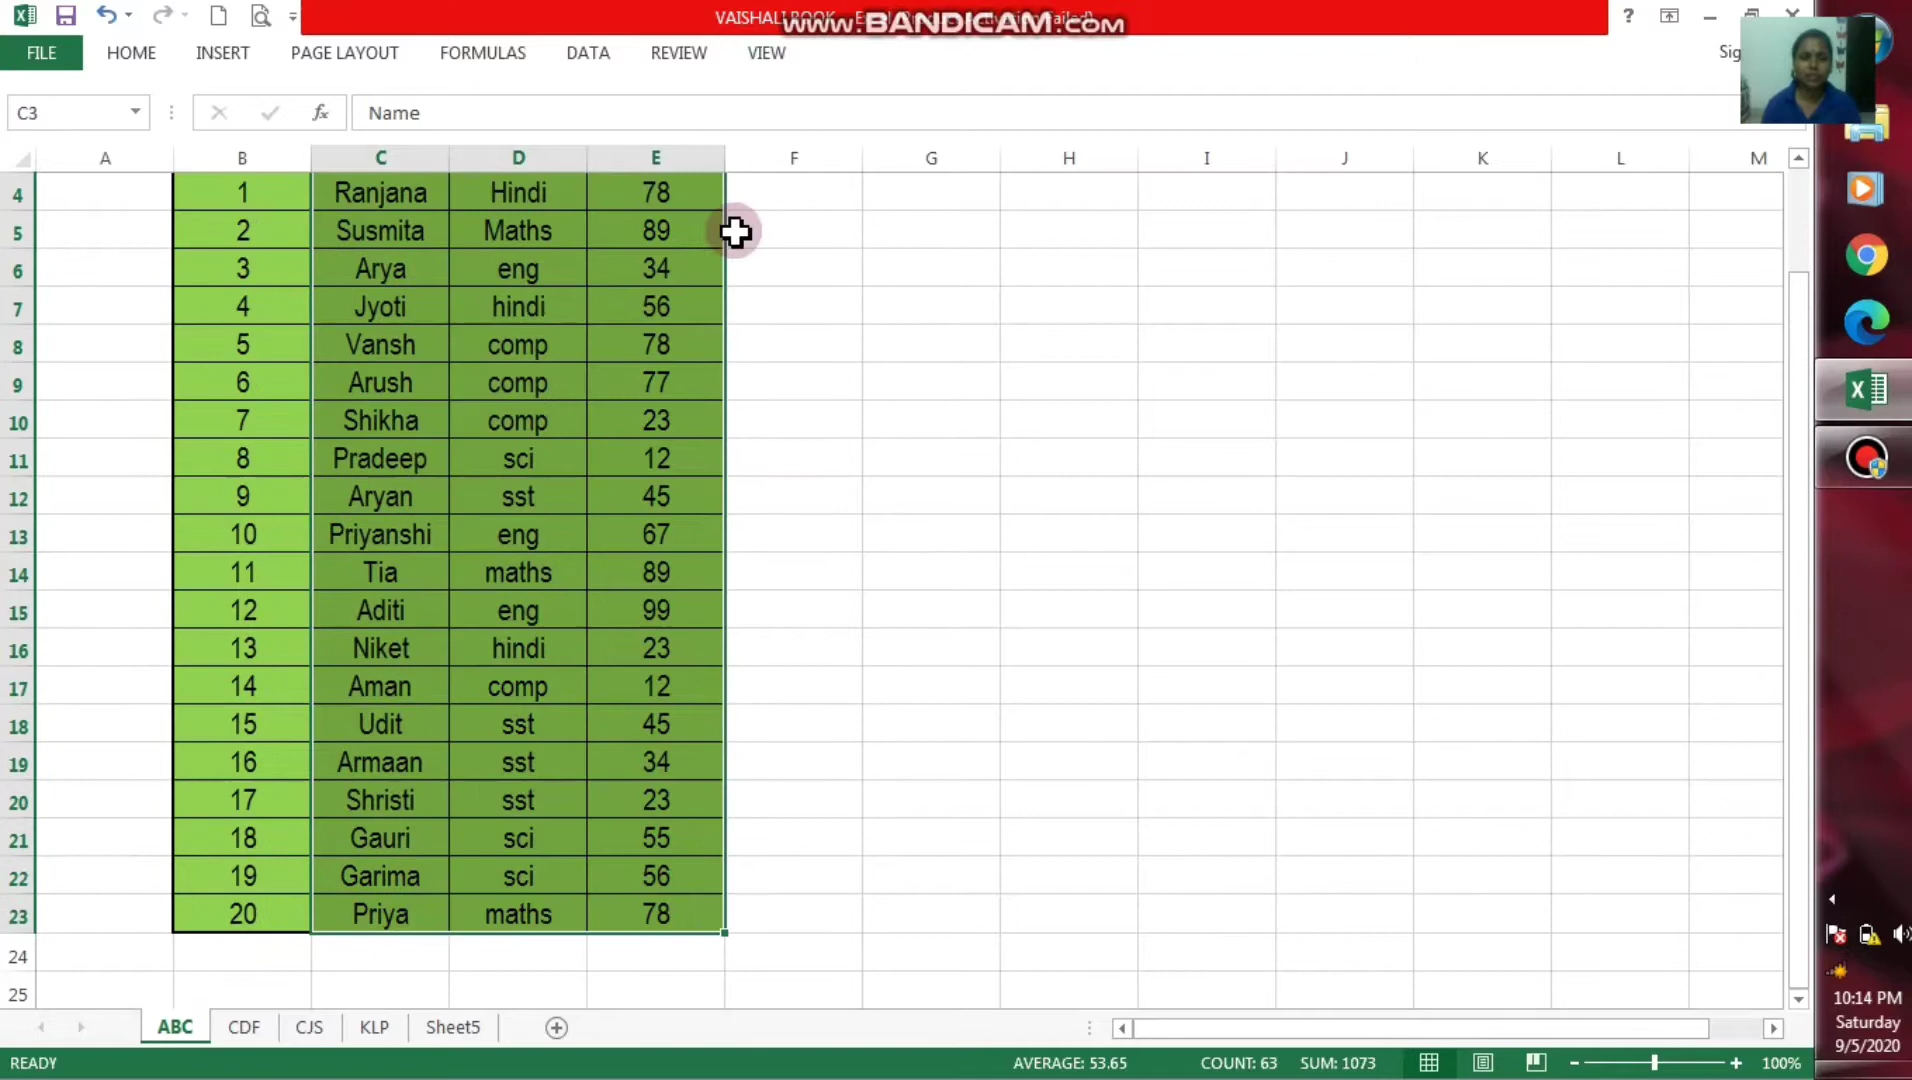 VAISHALI BOOK
www.BANDICAM.com
FILE HOME INSERT PAGE LAYOUT FORMULAS DATA REVIEW VIEW
C3 fx Name
A B C D E F G H I J K L M
4 1 Ranjana Hindi 78
5 2 Susmita Maths 89
6 3 Arya eng 34
7 4 Jyoti hindi 56
8 5 Vansh comp 78
9 6 Arush comp 77
10 7 Shikha comp 23
11 8 Pradeep sci 12
12 9 Aryan sst 45
13 10 Priyanshi eng 67
14 11 Tia maths 89
15 12 Aditi eng 99
16 13 Niket hindi 23
17 14 Aman comp 12
18 15 Udit sst 45
19 16 Armaan sst 34
20 17 Shristi sst 23
21 18 Gauri sci 55
22 19 Garima sci 56
23 20 Priya maths 78
24
25
ABC CDF CJS KLP Sheet5
READY AVERAGE: 53.65 COUNT: 63 SUM: 1073 100%
10:14 PM
Saturday
9/5/2020